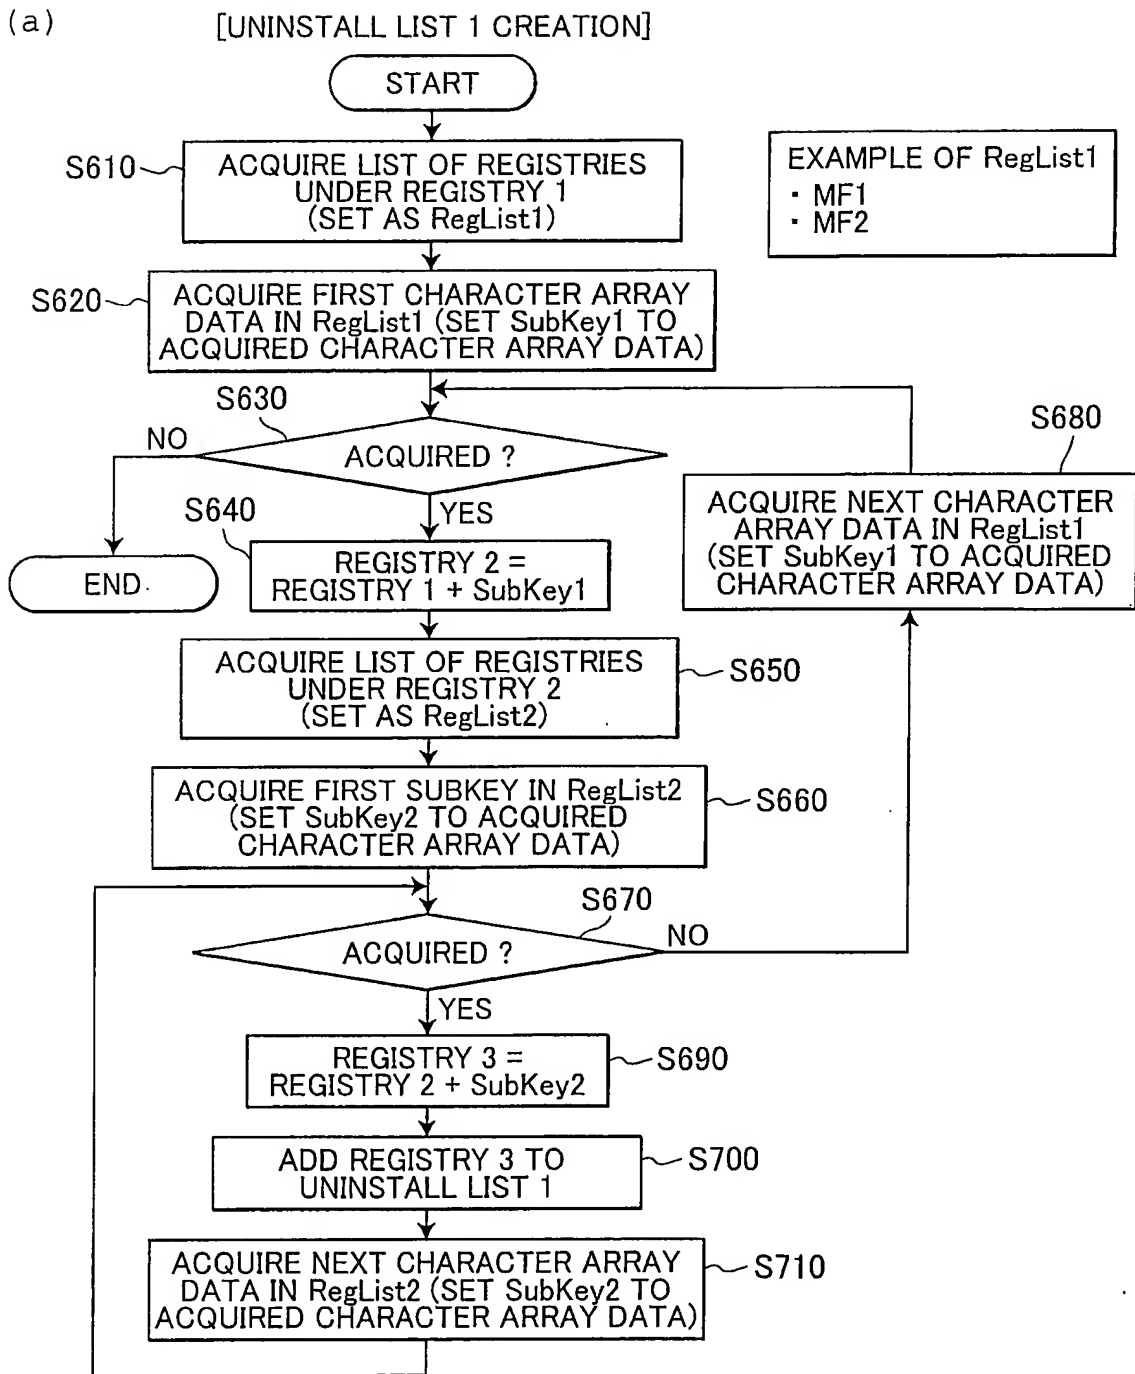 (a)
[UNINSTALL LIST 1 CREATION]
START
S610
ACQUIRE LIST OF REGISTRIES
UNDER REGISTRY 1
(SET AS RegList1)
EXAMPLE OF RegList1
· MF1
· MF2
S620
ACQUIRE FIRST CHARACTER ARRAY
DATA IN RegList1 (SET SubKey1 TO
ACQUIRED CHARACTER ARRAY DATA)
S630
NO
ACQUIRED ?
YES
END
S640
REGISTRY 2 =
REGISTRY 1 + SubKey1
S680
ACQUIRE NEXT CHARACTER
ARRAY DATA IN RegList1
(SET SubKey1 TO ACQUIRED
CHARACTER ARRAY DATA)
ACQUIRE LIST OF REGISTRIES
UNDER REGISTRY 2
(SET AS RegList2)
S650
ACQUIRE FIRST SUBKEY IN RegList2
(SET SubKey2 TO ACQUIRED
CHARACTER ARRAY DATA)
S660
S670
ACQUIRED ?
NO
YES
REGISTRY 3 =
REGISTRY 2 + SubKey2
S690
ADD REGISTRY 3 TO
UNINSTALL LIST 1
S700
ACQUIRE NEXT CHARACTER ARRAY
DATA IN RegList2 (SET SubKey2 TO
ACQUIRED CHARACTER ARRAY DATA)
S710